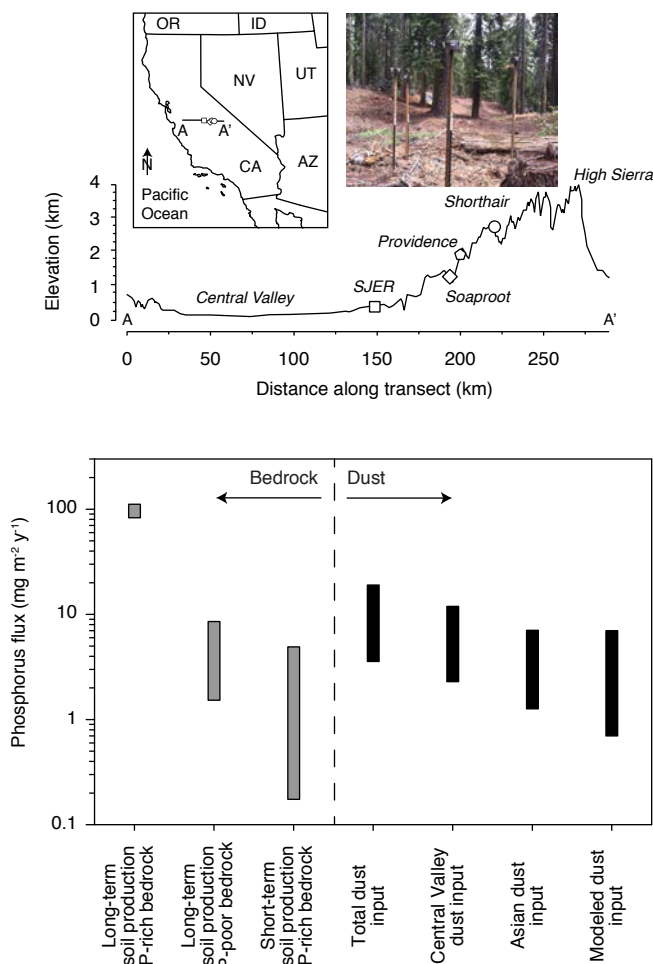 OR
ID
NV
UT
A
A'
N
CA
AZ
Pacific
Ocean
High Sierra
Shorthair
Providence
SJER
Soaproot
Central Valley
Elevation (km)
4
3
2
1
0
A
A'
0
50
100
150
200
250
Distance along transect (km)
Bedrock
Dust
Phosphorus flux (mg m⁻² y⁻¹)
100
10
1
0.1
Long-term
soil production
P-rich bedrock
Long-term
soil production
P-poor bedrock
Short-term
soil production
P-rich bedrock
Total dust
input
Central Valley
dust input
Asian dust
input
Modeled dust
input